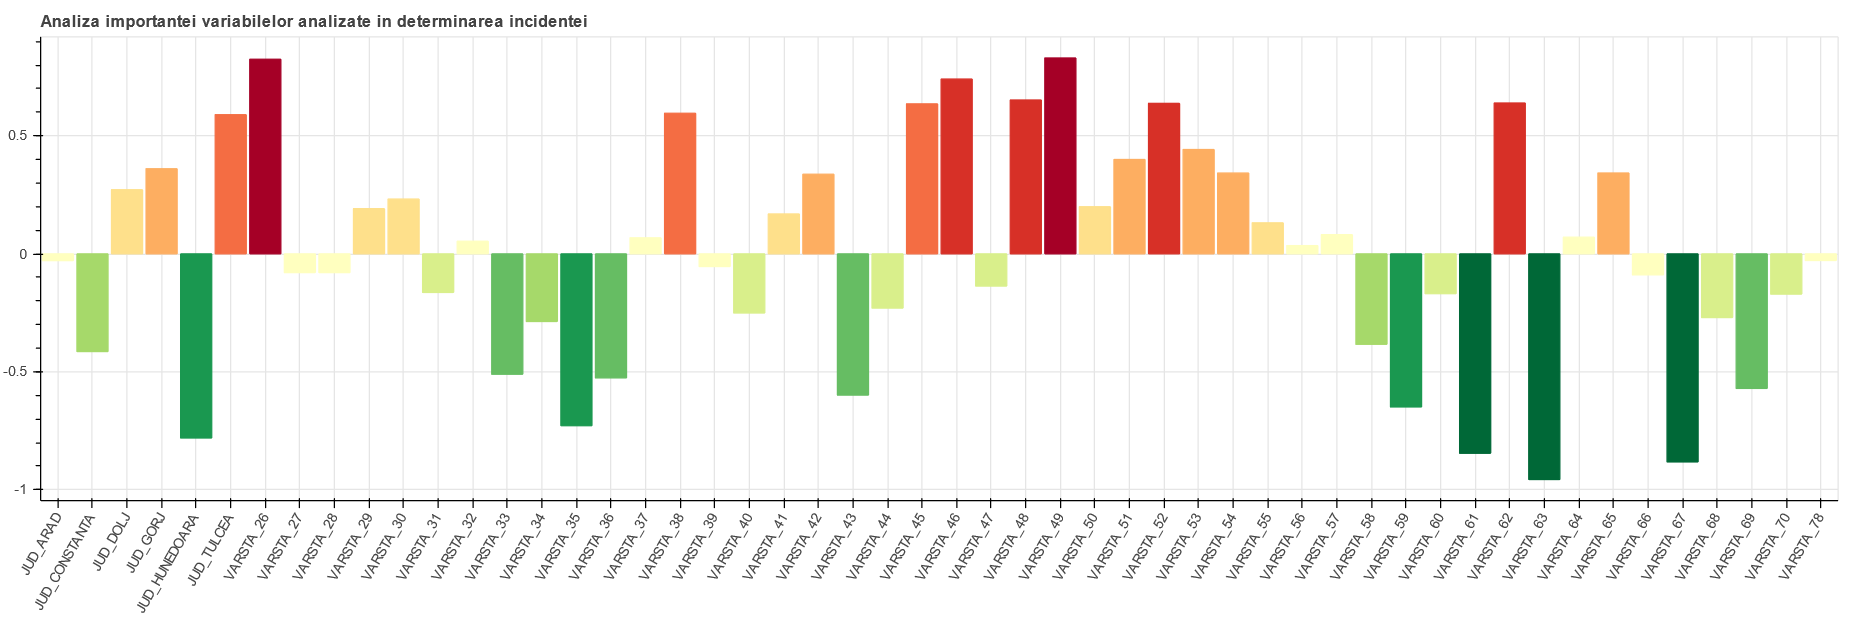 Analiza importantei variabilelor analizate in determinarea incidentei
0.5
0
-0.5
-1
JUD_ARAD
JUD_CONSTANTA
JUD_DOLJ
JUD_GORJ
JUD_HUNEDOARA
JUD_TULCEA
VARSTA_26
VARSTA_27
VARSTA_28
VARSTA_29
VARSTA_30
VARSTA_31
VARSTA_32
VARSTA_33
VARSTA_34
VARSTA_35
VARSTA_36
VARSTA_37
VARSTA_38
VARSTA_39
VARSTA_40
VARSTA_41
VARSTA_42
VARSTA_43
VARSTA_44
VARSTA_45
VARSTA_46
VARSTA_47
VARSTA_48
VARSTA_49
VARSTA_50
VARSTA_51
VARSTA_52
VARSTA_53
VARSTA_54
VARSTA_55
VARSTA_56
VARSTA_57
VARSTA_58
VARSTA_59
VARSTA_60
VARSTA_61
VARSTA_62
VARSTA_63
VARSTA_64
VARSTA_65
VARSTA_66
VARSTA_67
VARSTA_68
VARSTA_69
VARSTA_70
VARSTA_78